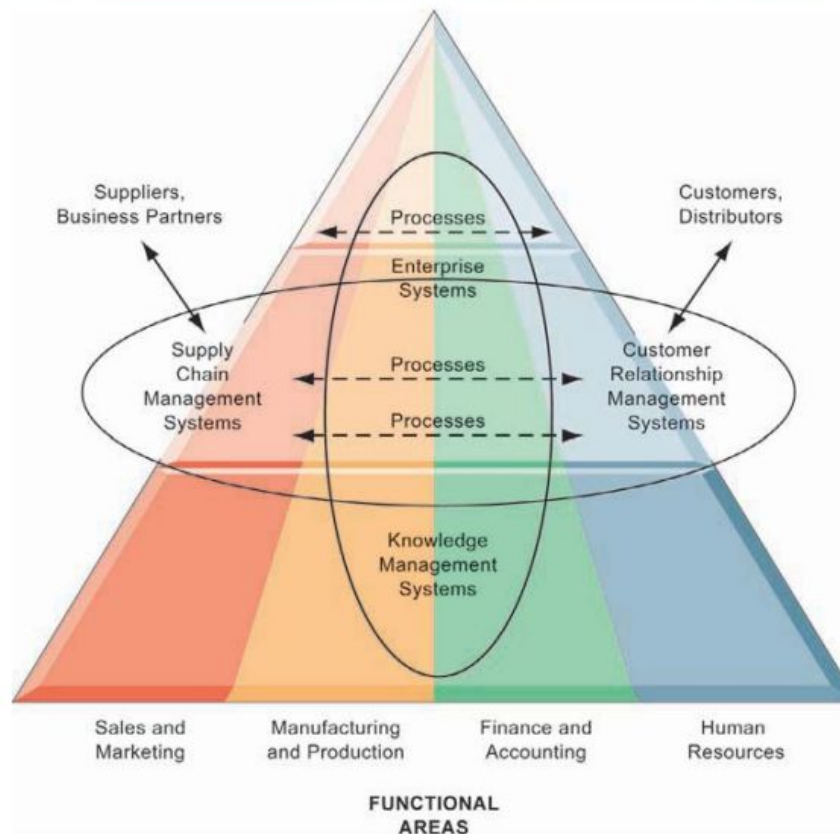 Suppliers,
Business Partners
Customers,
Distributors
Processes
Enterprise
Systems
Supply
Chain
Management
Systems
Processes
Processes
Customer
Relationship
Management
Systems
Knowledge
Management
Systems
Sales and
Marketing
Manufacturing
and Production
Finance and
Accounting
Human
Resources
FUNCTIONAL
AREAS